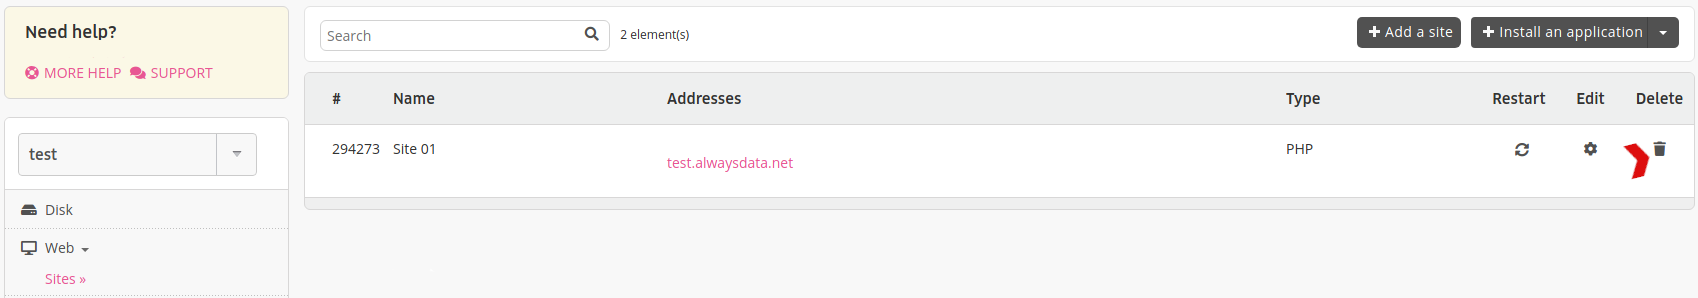 Need help?
MORE HELP SUPPORT
test
Disk
Web
Sites »
Search
2 element(s)
Add a site
Install an application
# Name Addresses Type Restart Edit Delete
294273 Site 01 test.alwaysdata.net PHP